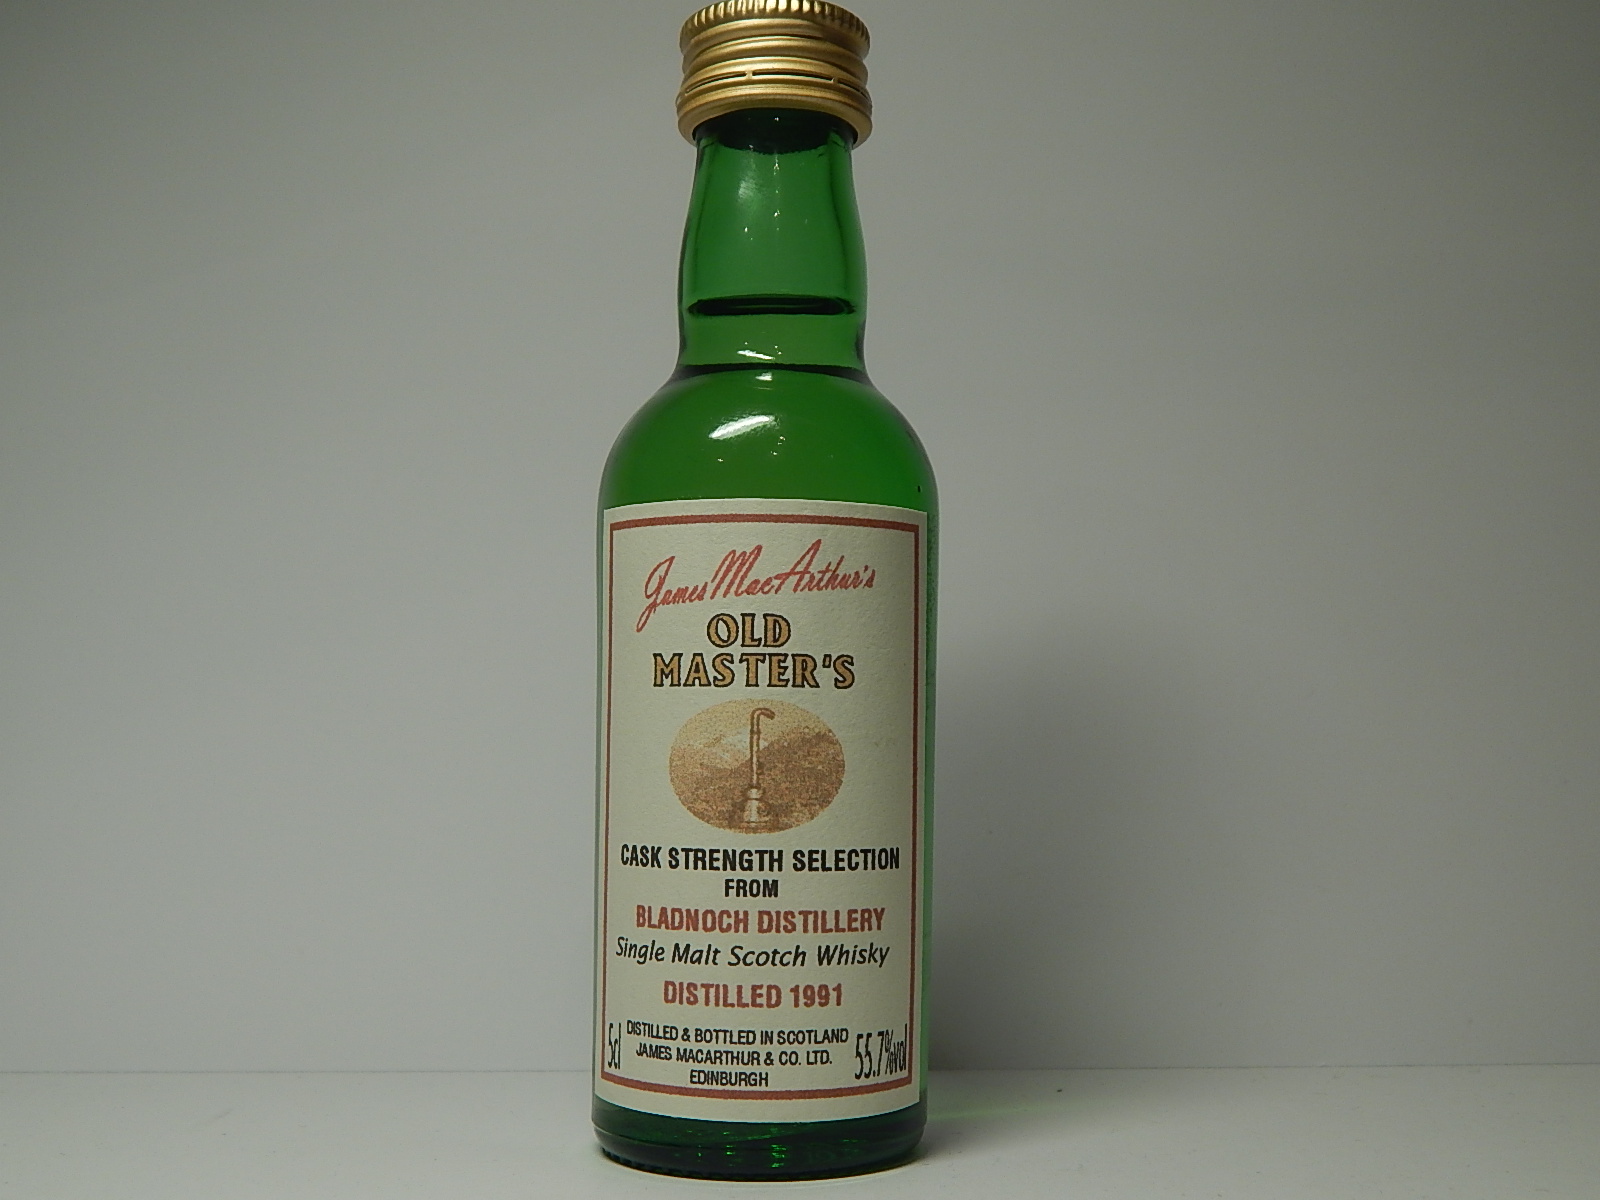 James MacArthur's
OLD
MASTER'S
CASK STRENGTH SELECTION
FROM
BLADNOCH DISTILLERY
Single Malt Scotch Whisky
DISTILLED 1991
5cl
DISTILLED & BOTTLED IN SCOTLAND
JAMES MACARTHUR & CO. LTD.
EDINBURGH
55.7%vol